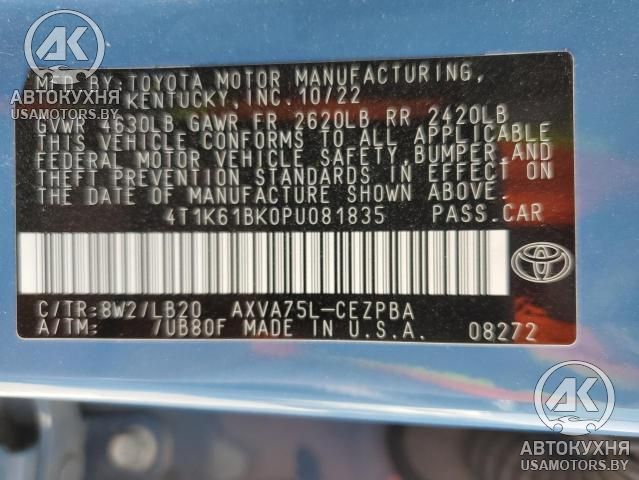 АК
АВТОКУХНЯ
USAMOTORS.BY
MFD BY: TOYOTA MOTOR MANUFACTURING,
KENTUCKY, INC. 10/22
GVWR 4630LB GAWR FR 2620LB RR 2420LB
THIS VEHICLE CONFORMS TO ALL APPLICABLE
FEDERAL MOTOR VEHICLE SAFETY, BUMPER, AND
THEFT PREVENTION STANDARDS IN EFFECT ON
THE DATE OF MANUFACTURE SHOWN ABOVE.
4T1K61BK0PU081835 PASS.CAR
C/TR:8W2/LB20 AXVA75L-CEZPBA
A/TM: /UB80F MADE IN U.S.A. 08272
АК
АВТОКУХНЯ
USAMOTORS.BY